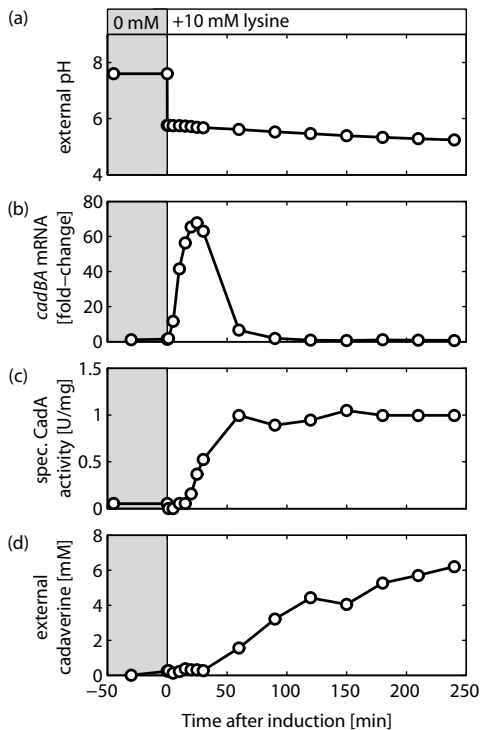 (a)
0 mM
+10 mM lysine
8
6
4
external pH
(b)
80
60
40
20
0
cadBA mRNA
[fold–change]
(c)
1.5
1
0.5
0
spec. CadA
activity [U/mg]
(d)
8
6
4
2
0
external
cadaverine [mM]
−50 0 50 100 150 200 250
Time after induction [min]